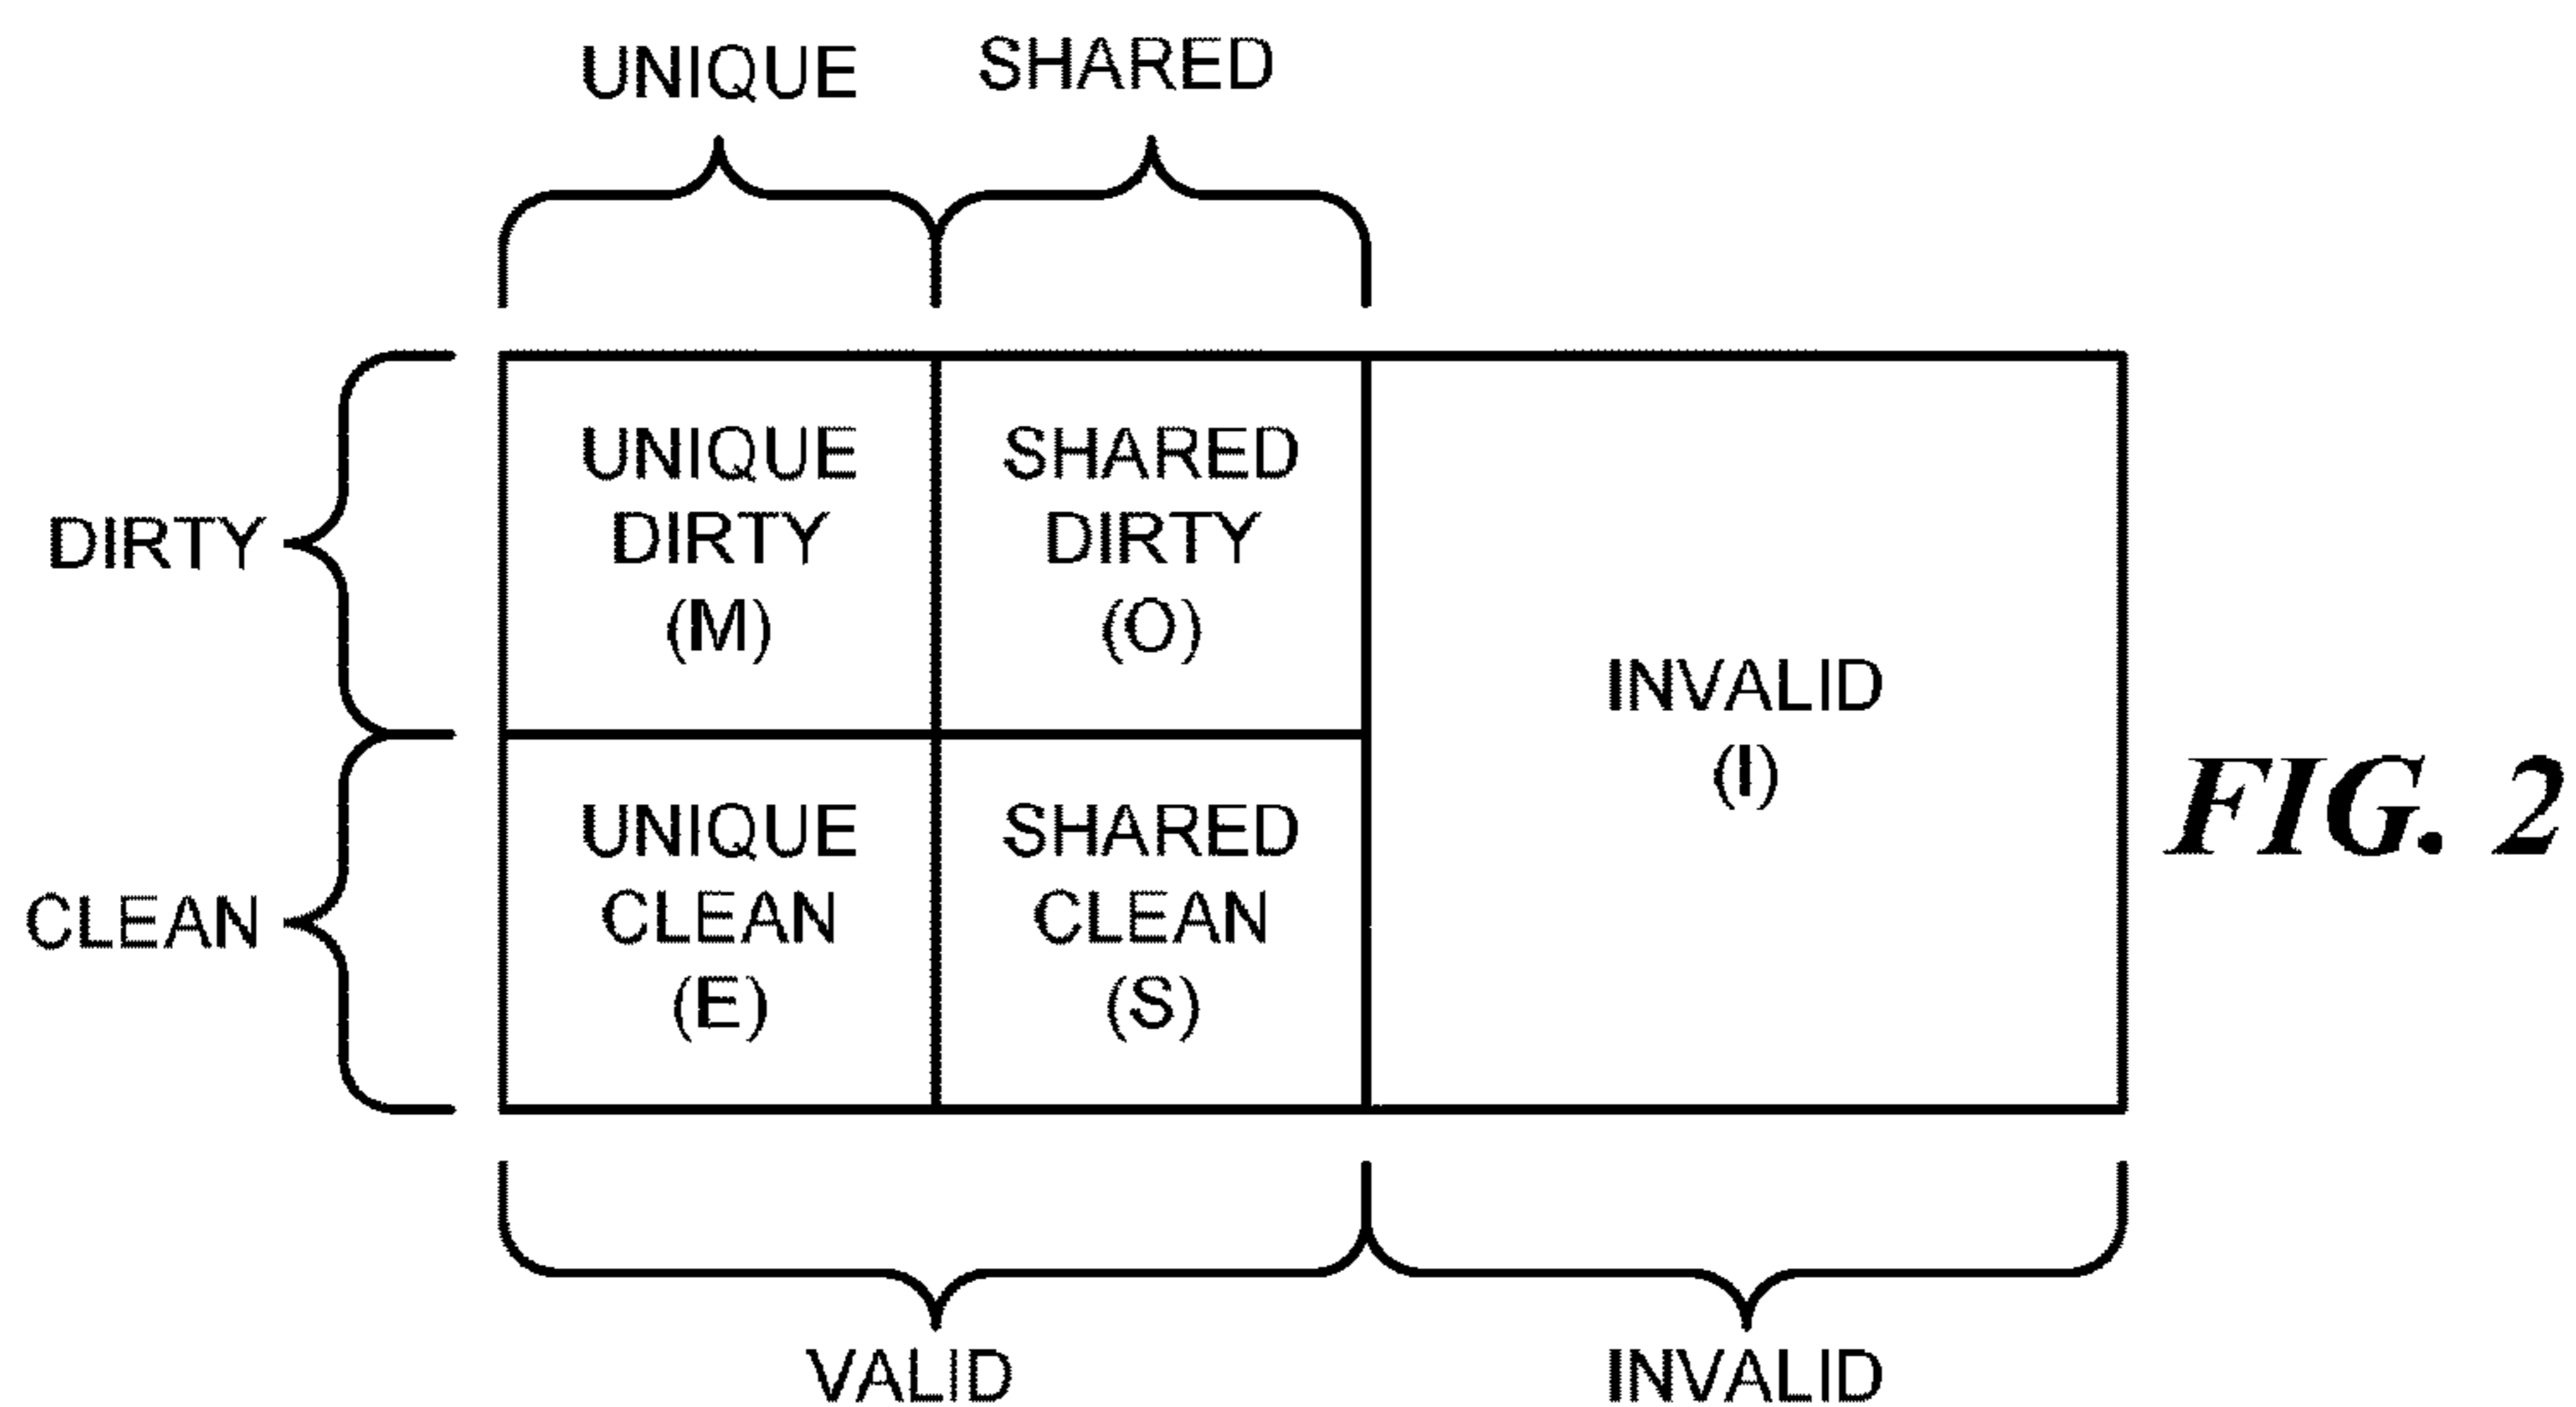 UNIQUE
SHARED
DIRTY
UNIQUE
DIRTY
(M)
SHARED
DIRTY
(O)
INVALID
(I)
CLEAN
UNIQUE
CLEAN
(E)
SHARED
CLEAN
(S)
VALID
INVALID
FIG. 2